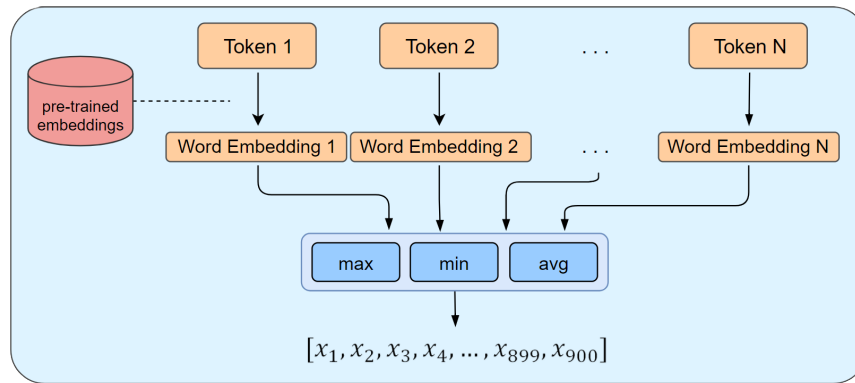 Token 1
Token 2
. . .
Token N
pre-trained
embeddings
Word Embedding 1
Word Embedding 2
. . .
Word Embedding N
max
min
avg
[x₁, x₂, x₃, x₄, ..., x₈₉₉, x₉₀₀]